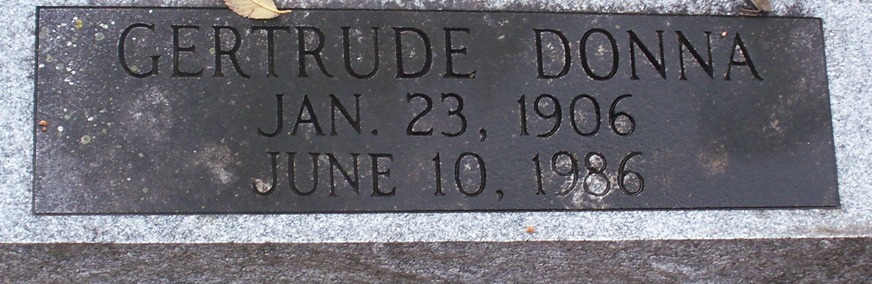 GERTRUDE DONNA
JAN. 23, 1906
JUNE 10, 1986